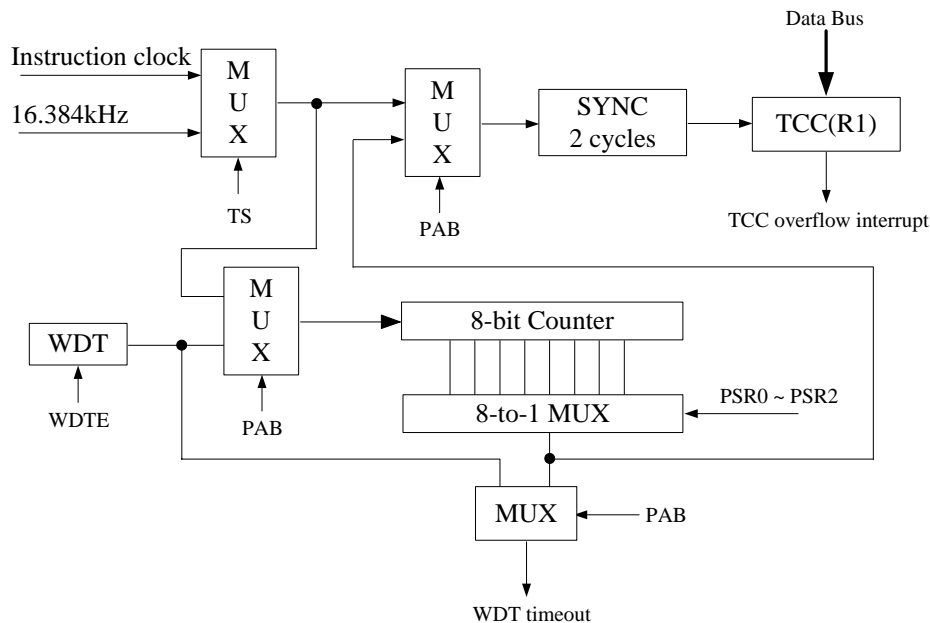 Data Bus
Instruction clock
16.384kHz
M
U
X
M
U
X
SYNC
2 cycles
TCC(R1)
TS
PAB
TCC overflow interrupt
M
U
X
8-bit Counter
WDT
WDTE
PAB
8-to-1 MUX
PSR0 ~ PSR2
MUX
PAB
WDT timeout